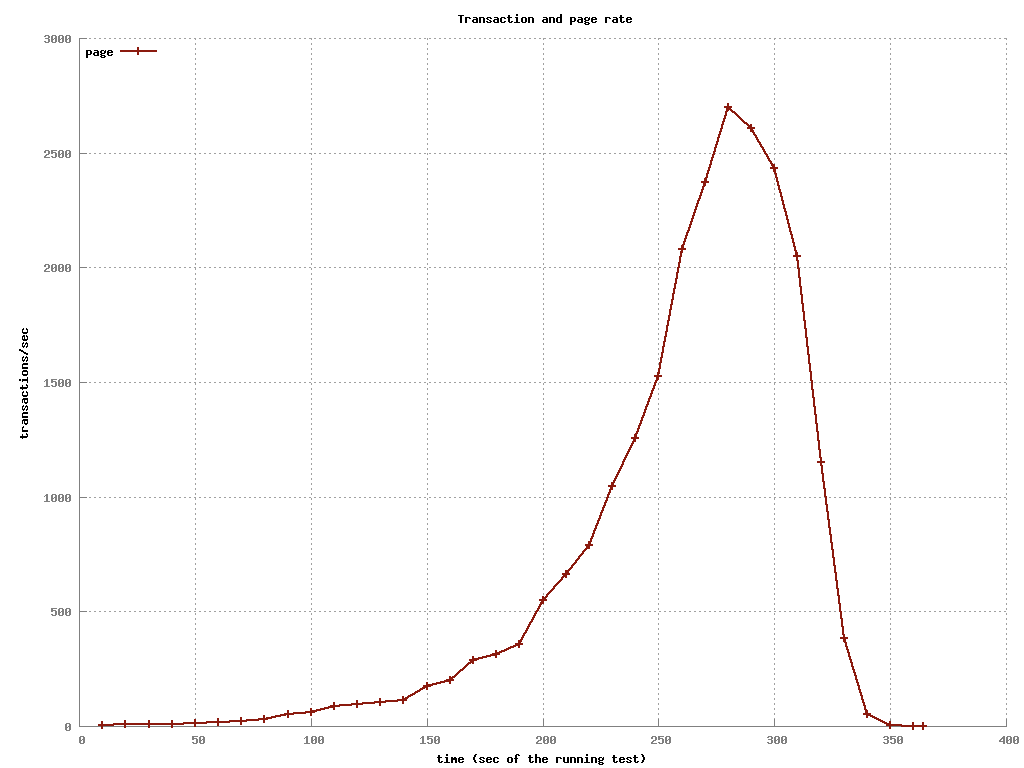 Transaction and page rate
3000
page
2500
2000
1500
1000
500
0
transactions/sec
0 50 100 150 200 250 300 350 400
time (sec of the running test)